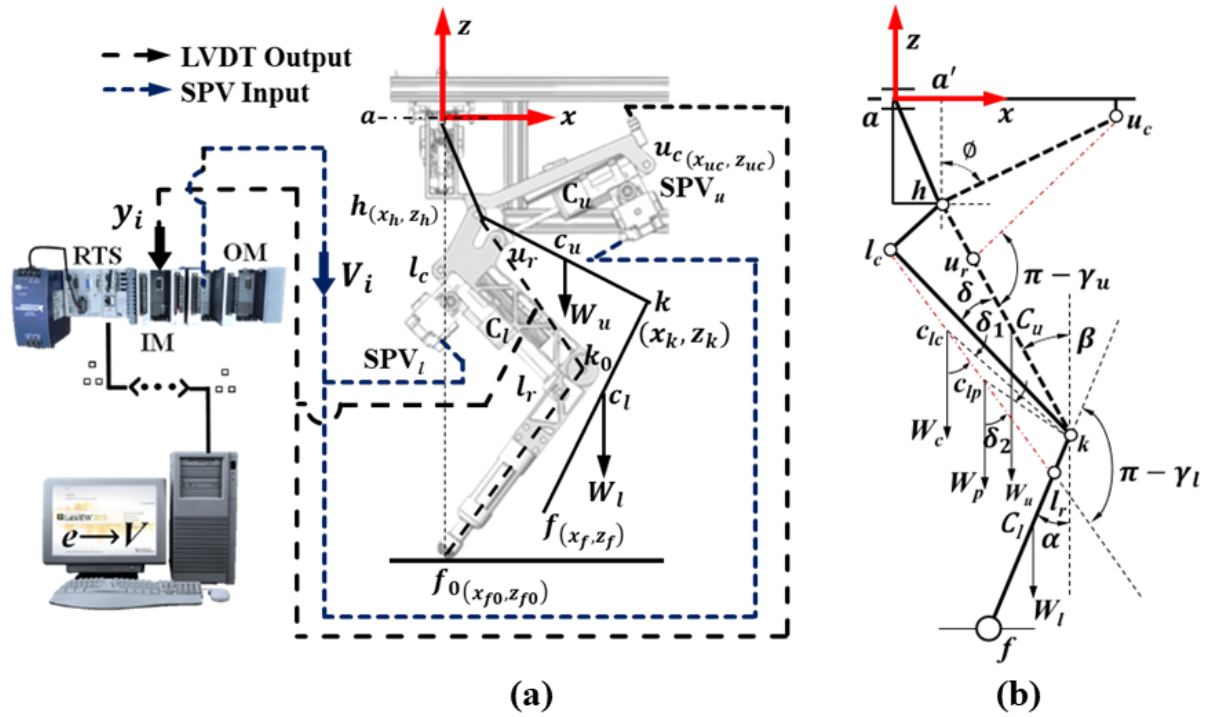 LVDT Output
SPV Input
z
a
x
u_c (x_uc, z_uc)
SPV_u
C_u
h(x_h, z_h)
y_i
RTS
OM
IM
V_i
c_u
u_r
l_c
W_u
k
(x_k, z_k)
C_l
SPV_l
k_0
l_r
c_l
W_l
f(x_f, z_f)
f_0(x_f0, z_f0)
LabVIEW
e→V
(a)
z
a′
a
x
u_c
∅
h
l_c
u_r
π − γ_u
δ
δ_1
C_u
β
c_lc
c_lp
W_c
δ_2
k
W_p
W_u
π − γ_l
l_r
C_l
α
W_l
f
(b)